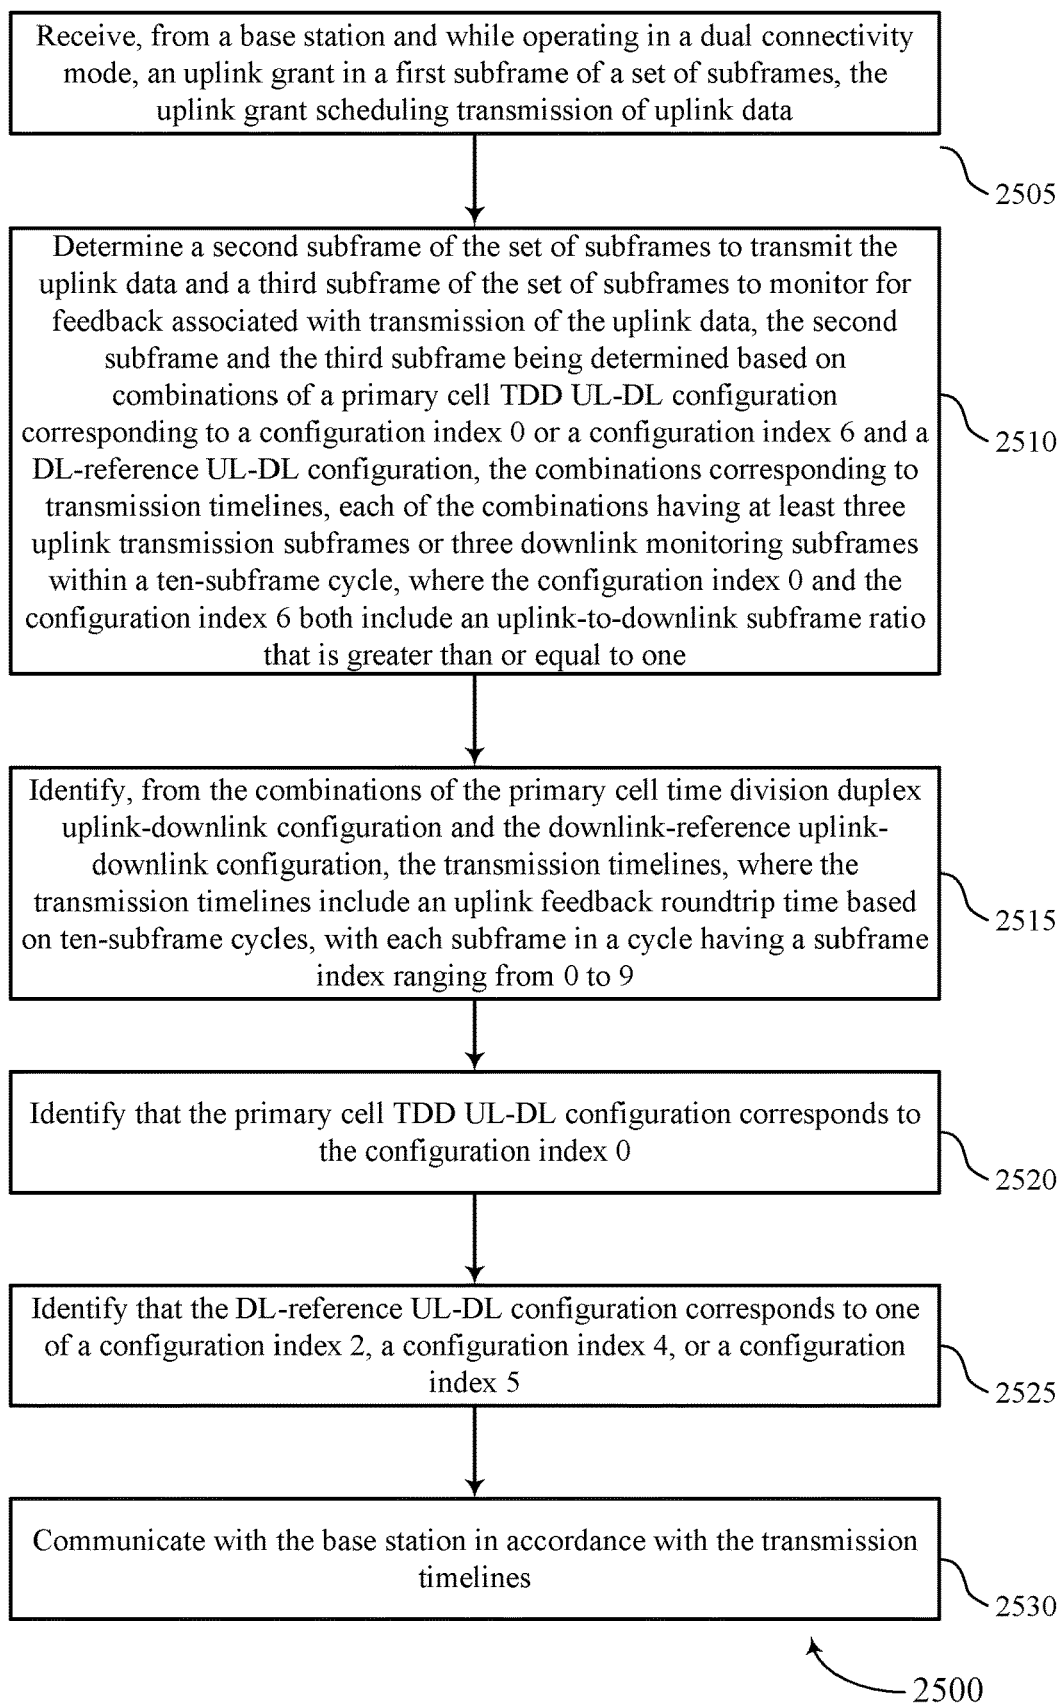 Receive, from a base station and while operating in a dual connectivity
mode, an uplink grant in a first subframe of a set of subframes, the
uplink grant scheduling transmission of uplink data
2505
Determine a second subframe of the set of subframes to transmit the
uplink data and a third subframe of the set of subframes to monitor for
feedback associated with transmission of the uplink data, the second
subframe and the third subframe being determined based on
combinations of a primary cell TDD UL-DL configuration
corresponding to a configuration index 0 or a configuration index 6 and a
DL-reference UL-DL configuration, the combinations corresponding to
transmission timelines, each of the combinations having at least three
uplink transmission subframes or three downlink monitoring subframes
within a ten-subframe cycle, where the configuration index 0 and the
configuration index 6 both include an uplink-to-downlink subframe ratio
that is greater than or equal to one
2510
Identify, from the combinations of the primary cell time division duplex
uplink-downlink configuration and the downlink-reference uplink-
downlink configuration, the transmission timelines, where the
transmission timelines include an uplink feedback roundtrip time based
on ten-subframe cycles, with each subframe in a cycle having a subframe
index ranging from 0 to 9
2515
Identify that the primary cell TDD UL-DL configuration corresponds to
the configuration index 0
2520
Identify that the DL-reference UL-DL configuration corresponds to one
of a configuration index 2, a configuration index 4, or a configuration
index 5
2525
Communicate with the base station in accordance with the transmission
timelines
2530
2500